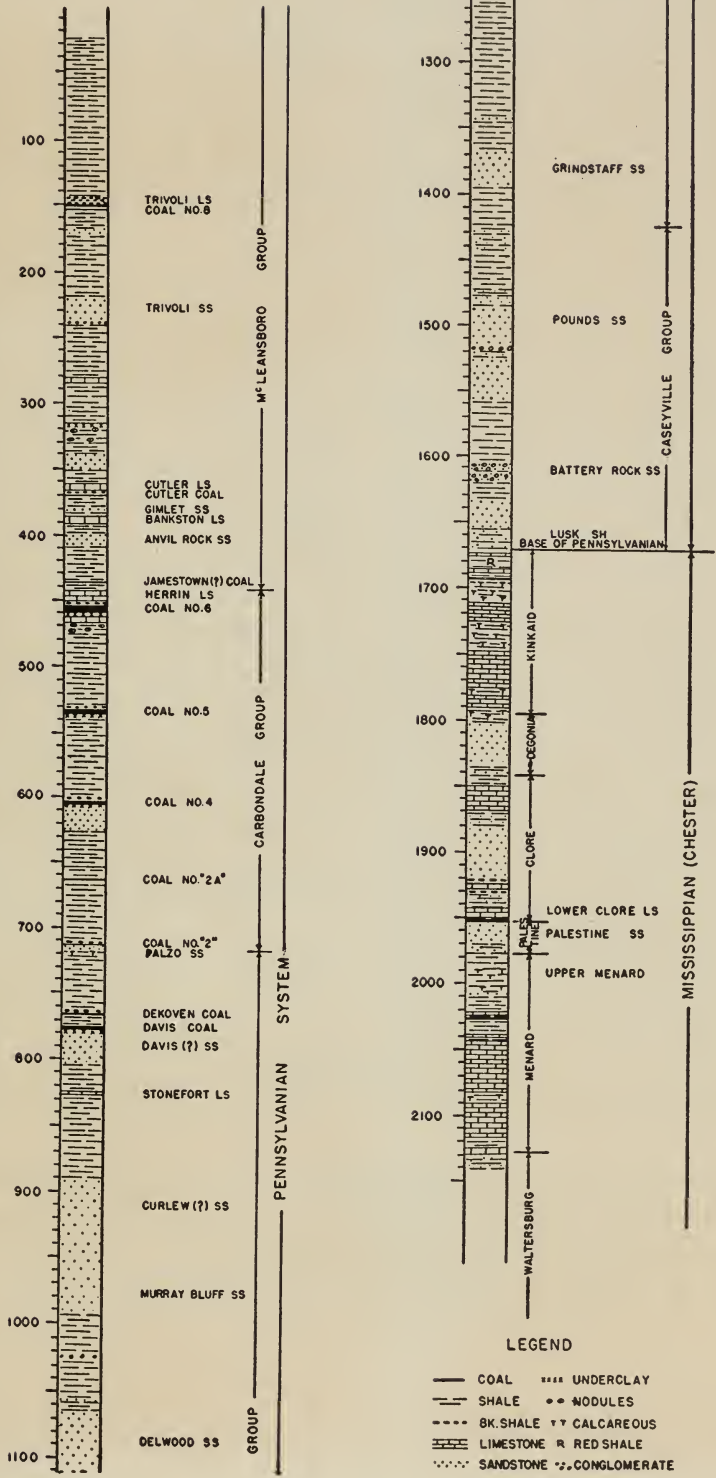 100
200
300
400
500
600
700
800
900
1000
1100
TRIVOLI LS
COAL NO.8
TRIVOLI SS
CUTLER LS
CUTLER COAL
GIMLET SS
BANKSTON LS
ANVIL ROCK SS
JAMESTOWN(?) COAL
HERRIN LS
COAL NO.6
COAL NO.5
COAL NO.4
COAL NO."2A"
COAL NO."2"
PALZO SS
DEKOVEN COAL
DAVIS COAL
DAVIS(?) SS
STONEFORT LS
CURLEW(?) SS
MURRAY BLUFF SS
DELWOOD SS
McLEANSBORO GROUP
CARBONDALE GROUP
GROUP
PENNSYLVANIAN SYSTEM
1300
1400
1500
1600
1700
1800
1900
2000
2100
GRINDSTAFF SS
POUNDS SS
BATTERY ROCK SS
LUSK SH
BASE OF PENNSYLVANIAN
R
LOWER CLORE LS
PALESTINE SS
UPPER MENARD
CASEYVILLE GROUP
KINKAID
DEGONIA
CLORE
PALES
TINE
MENARD
WALTERSBURG
MISSISSIPPIAN (CHESTER)
LEGEND
COAL UNDERCLAY
SHALE NODULES
BK.SHALE CALCAREOUS
LIMESTONE R RED SHALE
SANDSTONE CONGLOMERATE